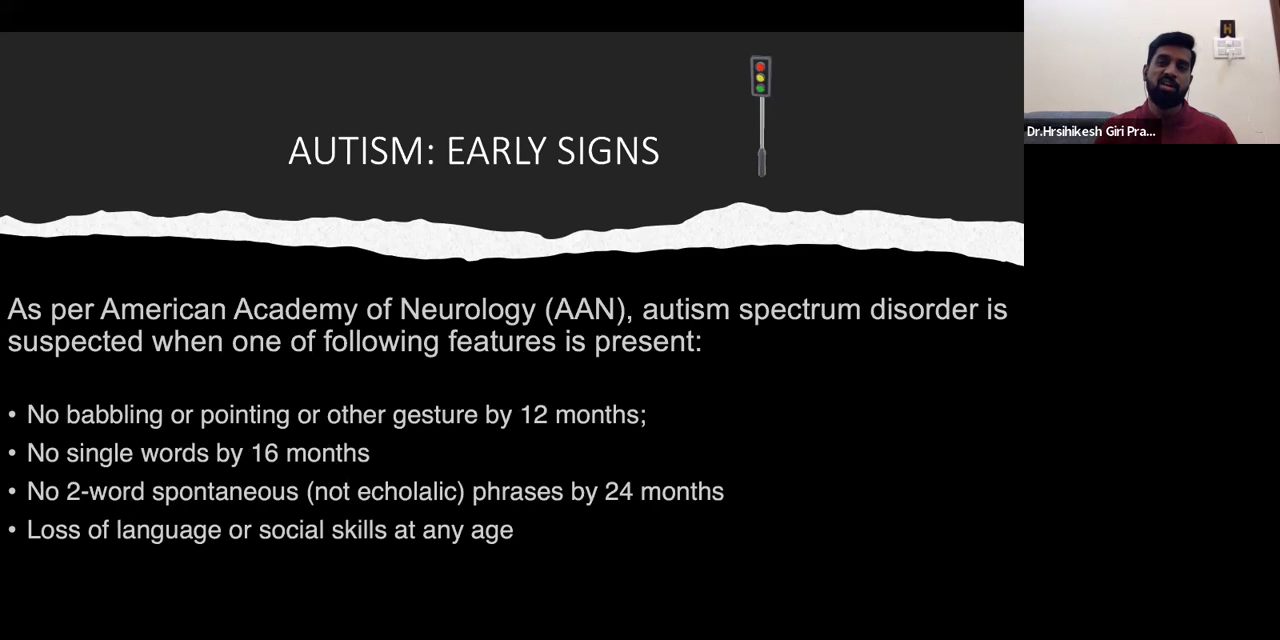 AUTISM: EARLY SIGNS
As per American Academy of Neurology (AAN), autism spectrum disorder is
suspected when one of following features is present:
• No babbling or pointing or other gesture by 12 months;
• No single words by 16 months
• No 2-word spontaneous (not echolalic) phrases by 24 months
• Loss of language or social skills at any age
Dr.Hrsihikesh Giri Pra...
H